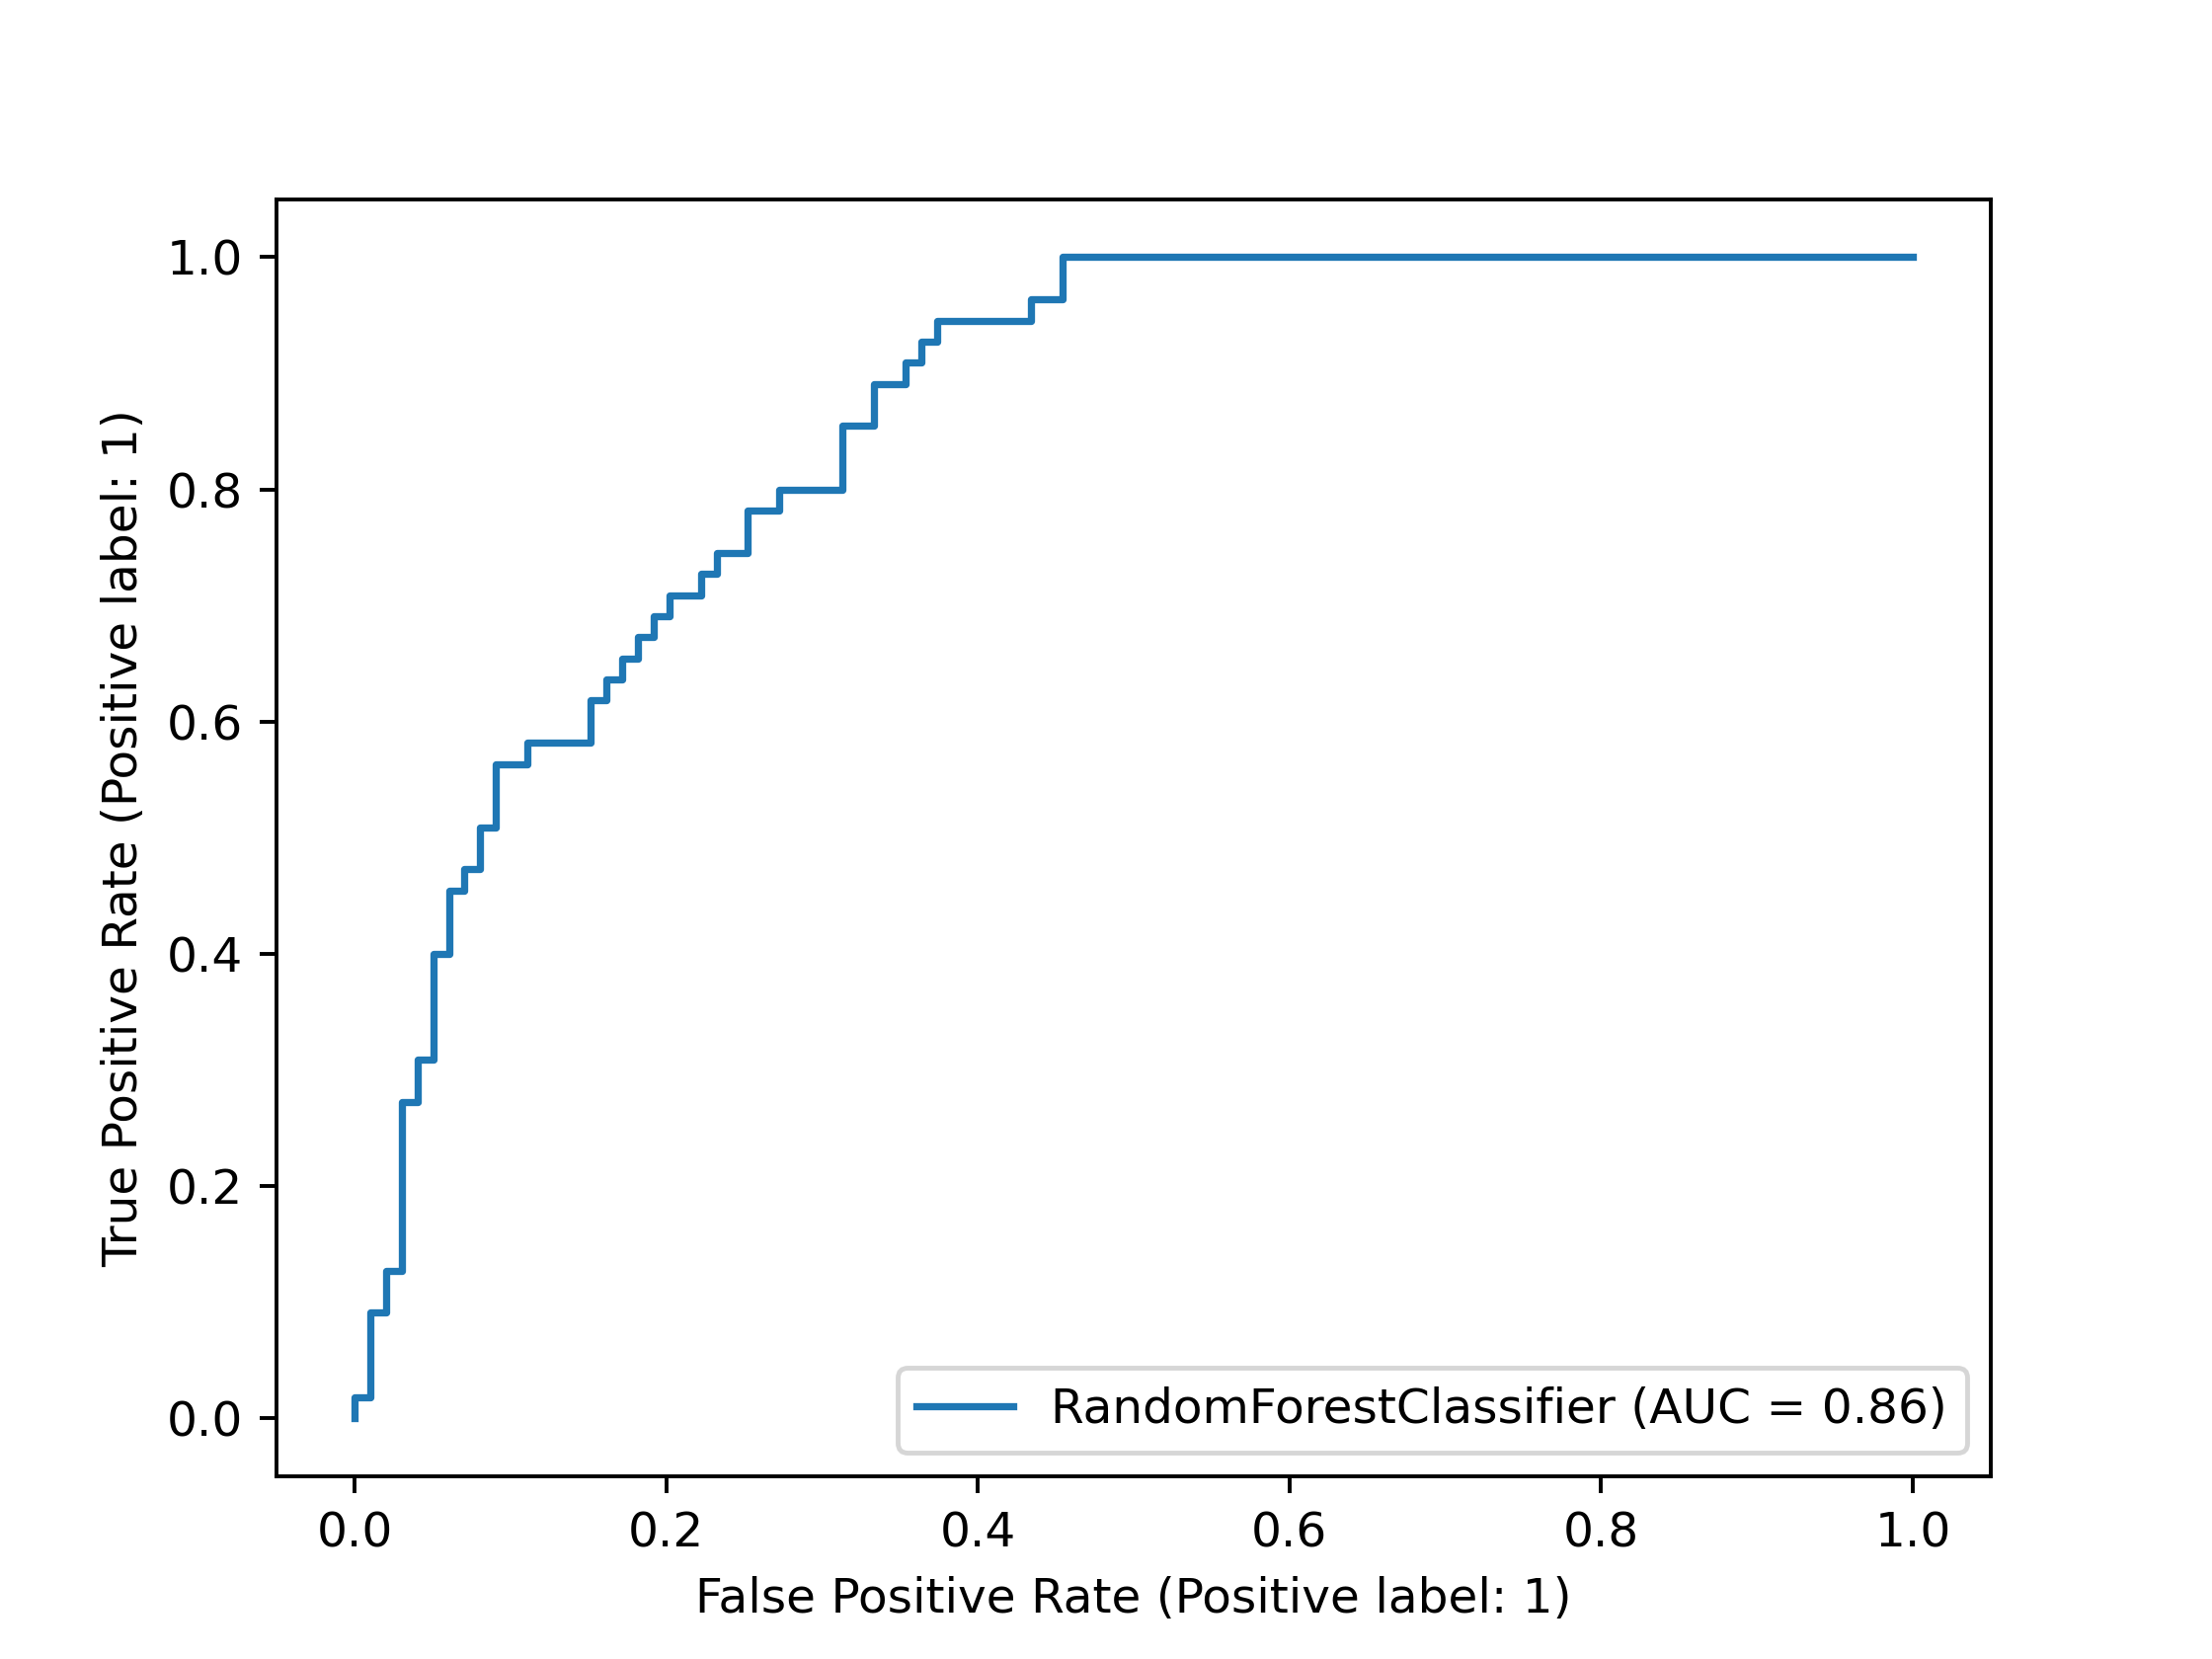 True Positive Rate (Positive label: 1)
1.0
0.8
0.6
0.4
0.2
0.0
RandomForestClassifier (AUC = 0.86)
0.0 0.2 0.4 0.6 0.8 1.0
False Positive Rate (Positive label: 1)